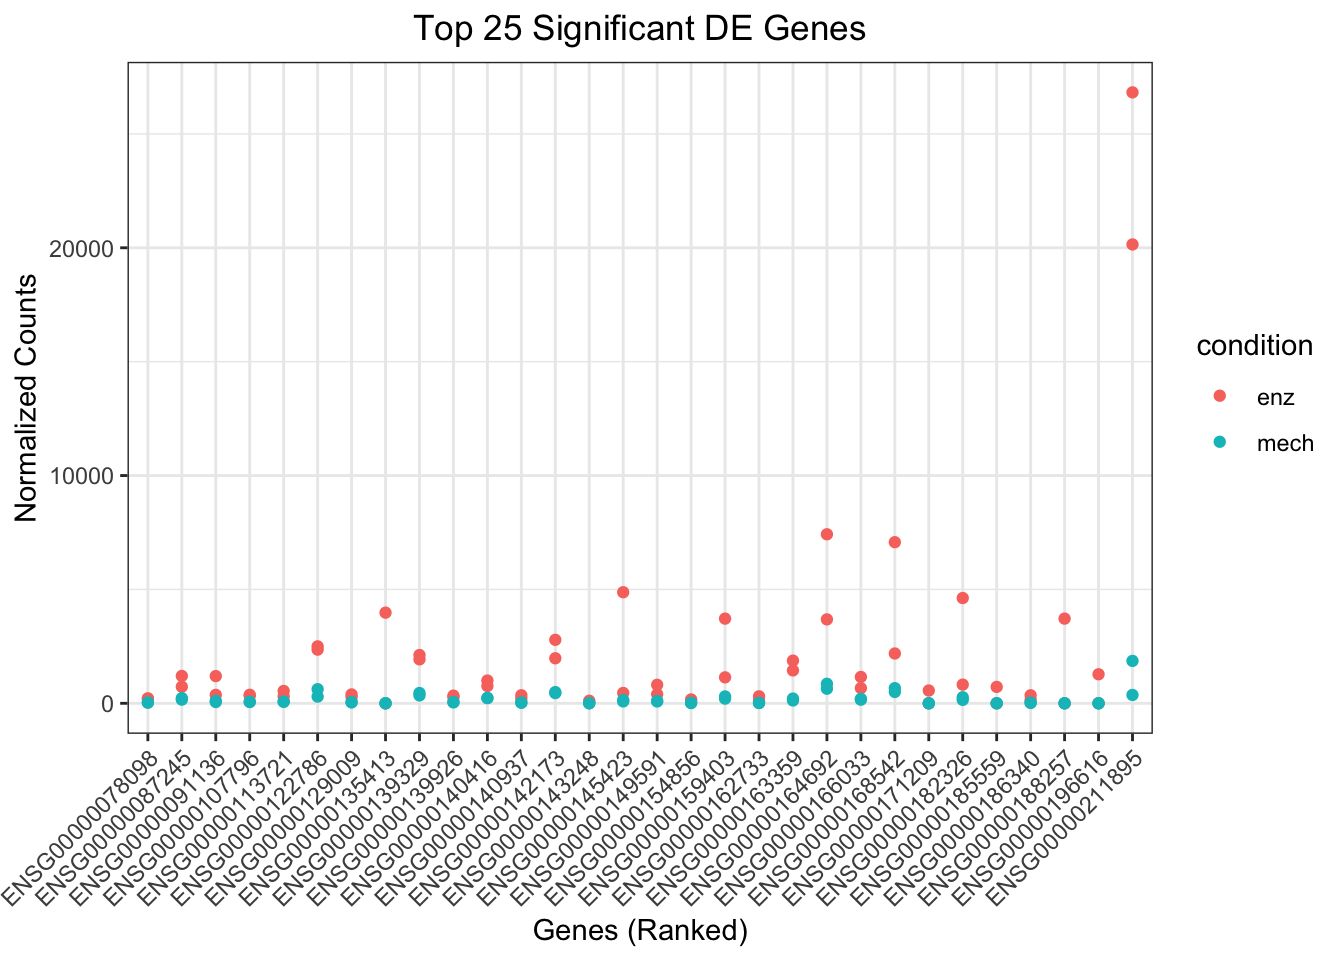 Top 25 Significant DE Genes
Normalized Counts
20000
10000
0
condition
enz
mech
ENSG00000078098
ENSG00000087245
ENSG00000091136
ENSG00000107796
ENSG00000113721
ENSG00000122786
ENSG00000129009
ENSG00000135413
ENSG00000139329
ENSG00000139926
ENSG00000140416
ENSG00000140937
ENSG00000142173
ENSG00000143248
ENSG00000145423
ENSG00000149591
ENSG00000154856
ENSG00000159403
ENSG00000162733
ENSG00000163359
ENSG00000164692
ENSG00000166033
ENSG00000168542
ENSG00000171209
ENSG00000182326
ENSG00000185559
ENSG00000186340
ENSG00000188257
ENSG00000196616
ENSG00000211895
Genes (Ranked)